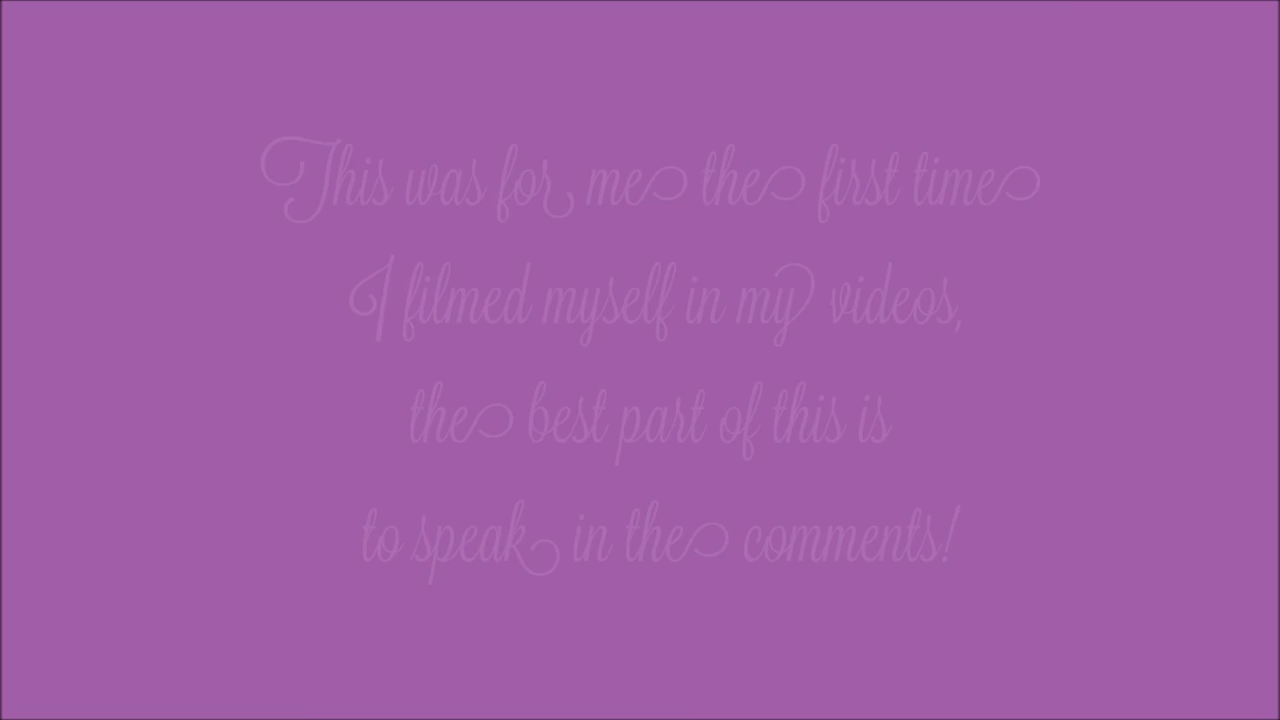 This was for me the first time
I filmed myself in my videos,
the best part of this is
to speak in the comments!